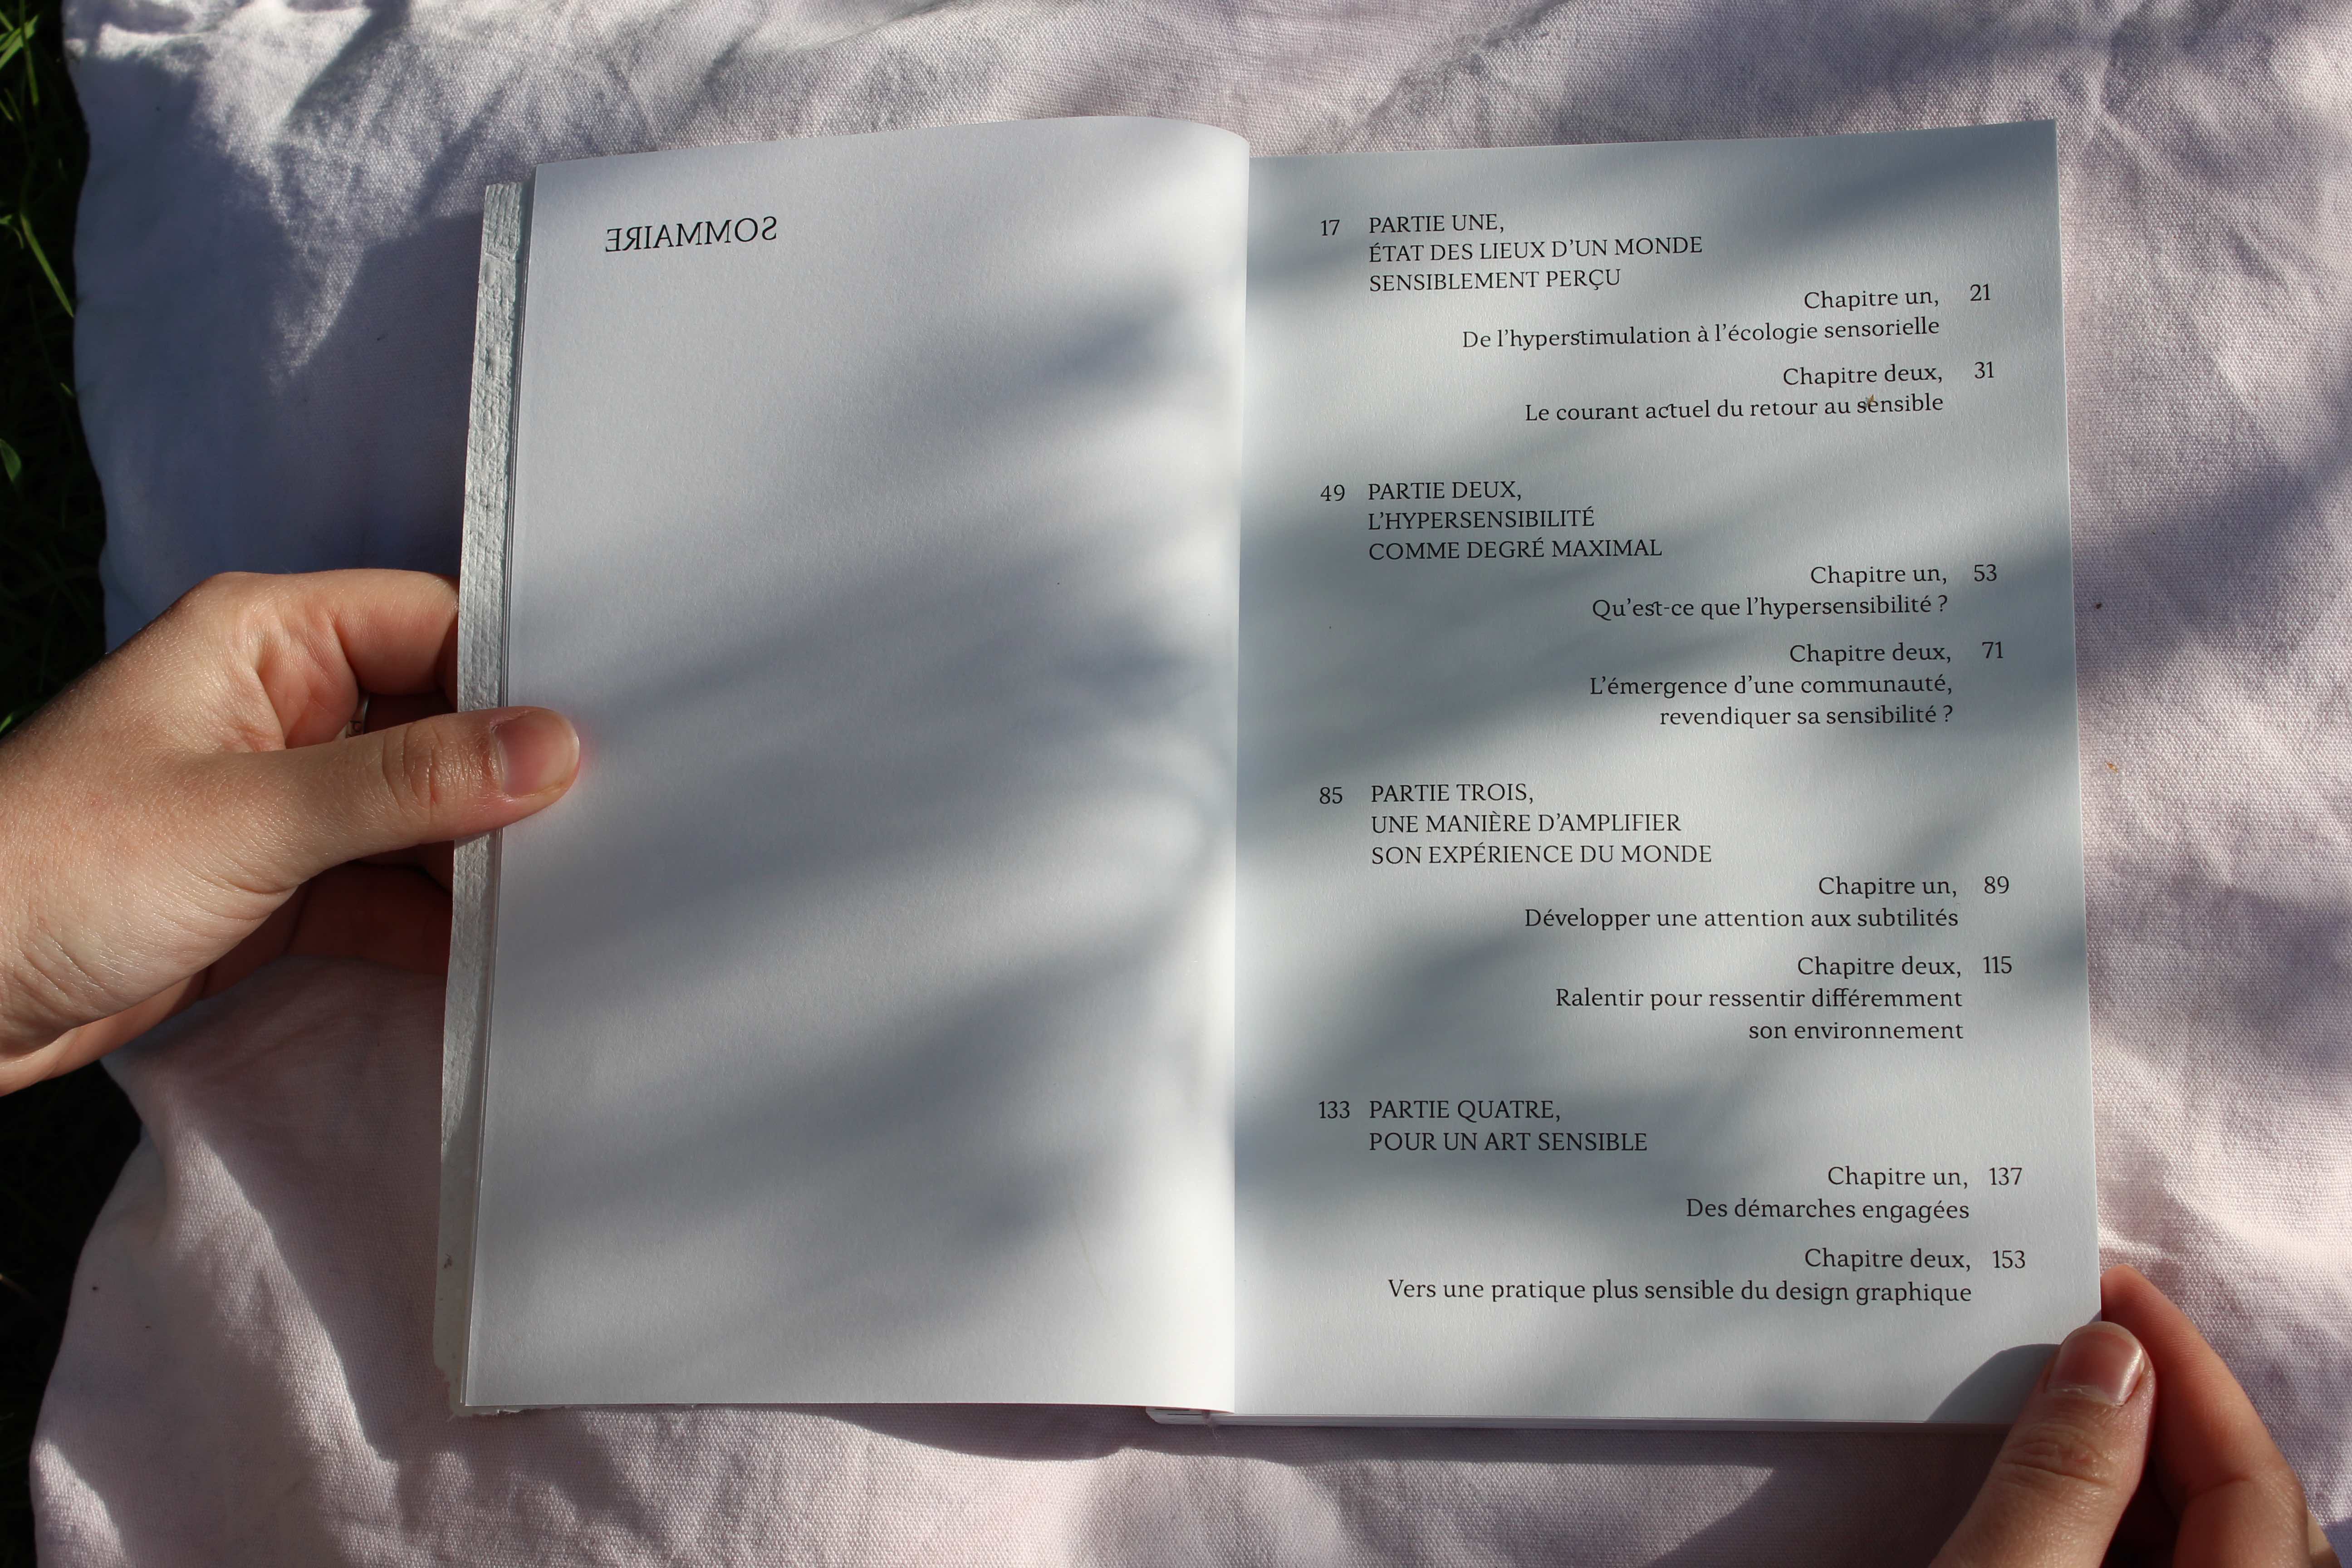 SOMMAIRE
17 PARTIE UNE,
ÉTAT DES LIEUX D’UN MONDE
SENSIBLEMENT PERÇU
Chapitre un, 21
De l’hyperstimulation à l’écologie sensorielle
Chapitre deux, 31
Le courant actuel du retour au sensible
49 PARTIE DEUX,
L’HYPERSENSIBILITÉ
COMME DEGRÉ MAXIMAL
Chapitre un, 53
Qu’est-ce que l’hypersensibilité ?
Chapitre deux, 71
L’émergence d’une communauté,
revendiquer sa sensibilité ?
85 PARTIE TROIS,
UNE MANIÈRE D’AMPLIFIER
SON EXPÉRIENCE DU MONDE
Chapitre un, 89
Développer une attention aux subtilités
Chapitre deux, 115
Ralentir pour ressentir différemment
son environnement
133 PARTIE QUATRE,
POUR UN ART SENSIBLE
Chapitre un, 137
Des démarches engagées
Chapitre deux, 153
Vers une pratique plus sensible du design graphique